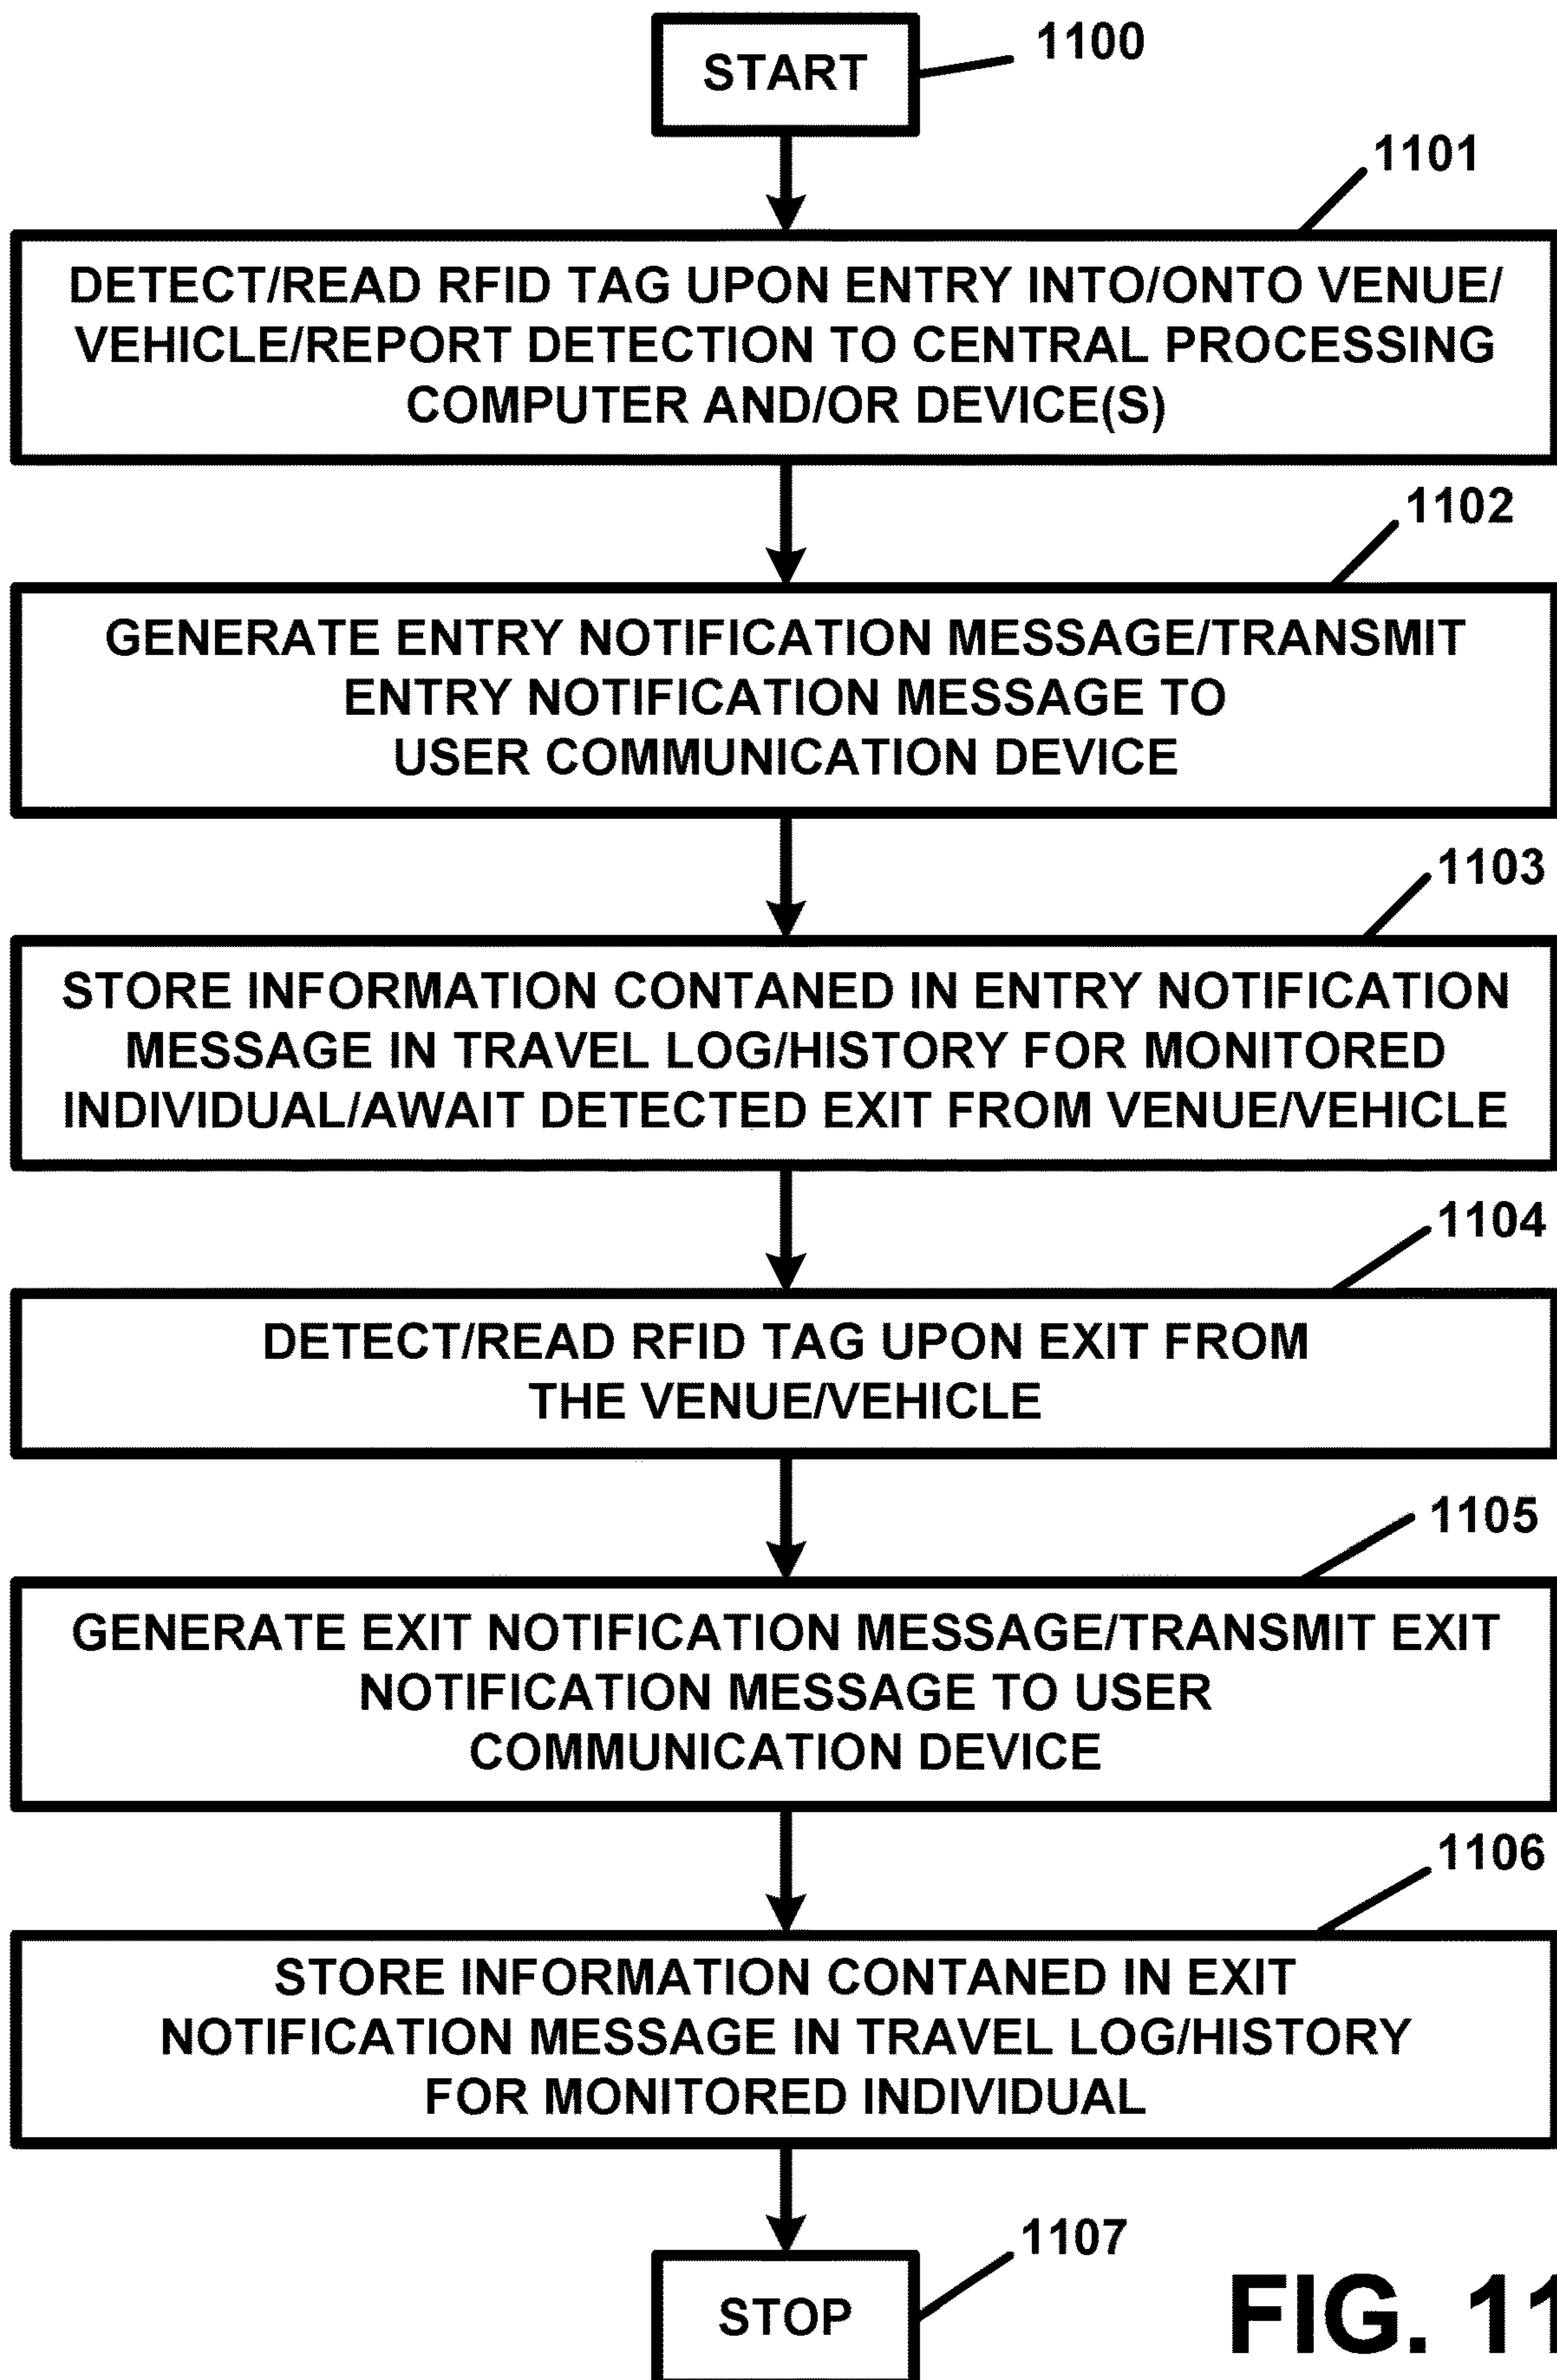 START
1100
1101
DETECT/READ RFID TAG UPON ENTRY INTO/ONTO VENUE/
VEHICLE/REPORT DETECTION TO CENTRAL PROCESSING
COMPUTER AND/OR DEVICE(S)
1102
GENERATE ENTRY NOTIFICATION MESSAGE/TRANSMIT
ENTRY NOTIFICATION MESSAGE TO
USER COMMUNICATION DEVICE
1103
STORE INFORMATION CONTANED IN ENTRY NOTIFICATION
MESSAGE IN TRAVEL LOG/HISTORY FOR MONITORED
INDIVIDUAL/AWAIT DETECTED EXIT FROM VENUE/VEHICLE
1104
DETECT/READ RFID TAG UPON EXIT FROM
THE VENUE/VEHICLE
1105
GENERATE EXIT NOTIFICATION MESSAGE/TRANSMIT EXIT
NOTIFICATION MESSAGE TO USER
COMMUNICATION DEVICE
1106
STORE INFORMATION CONTANED IN EXIT
NOTIFICATION MESSAGE IN TRAVEL LOG/HISTORY
FOR MONITORED INDIVIDUAL
1107
STOP
FIG. 11